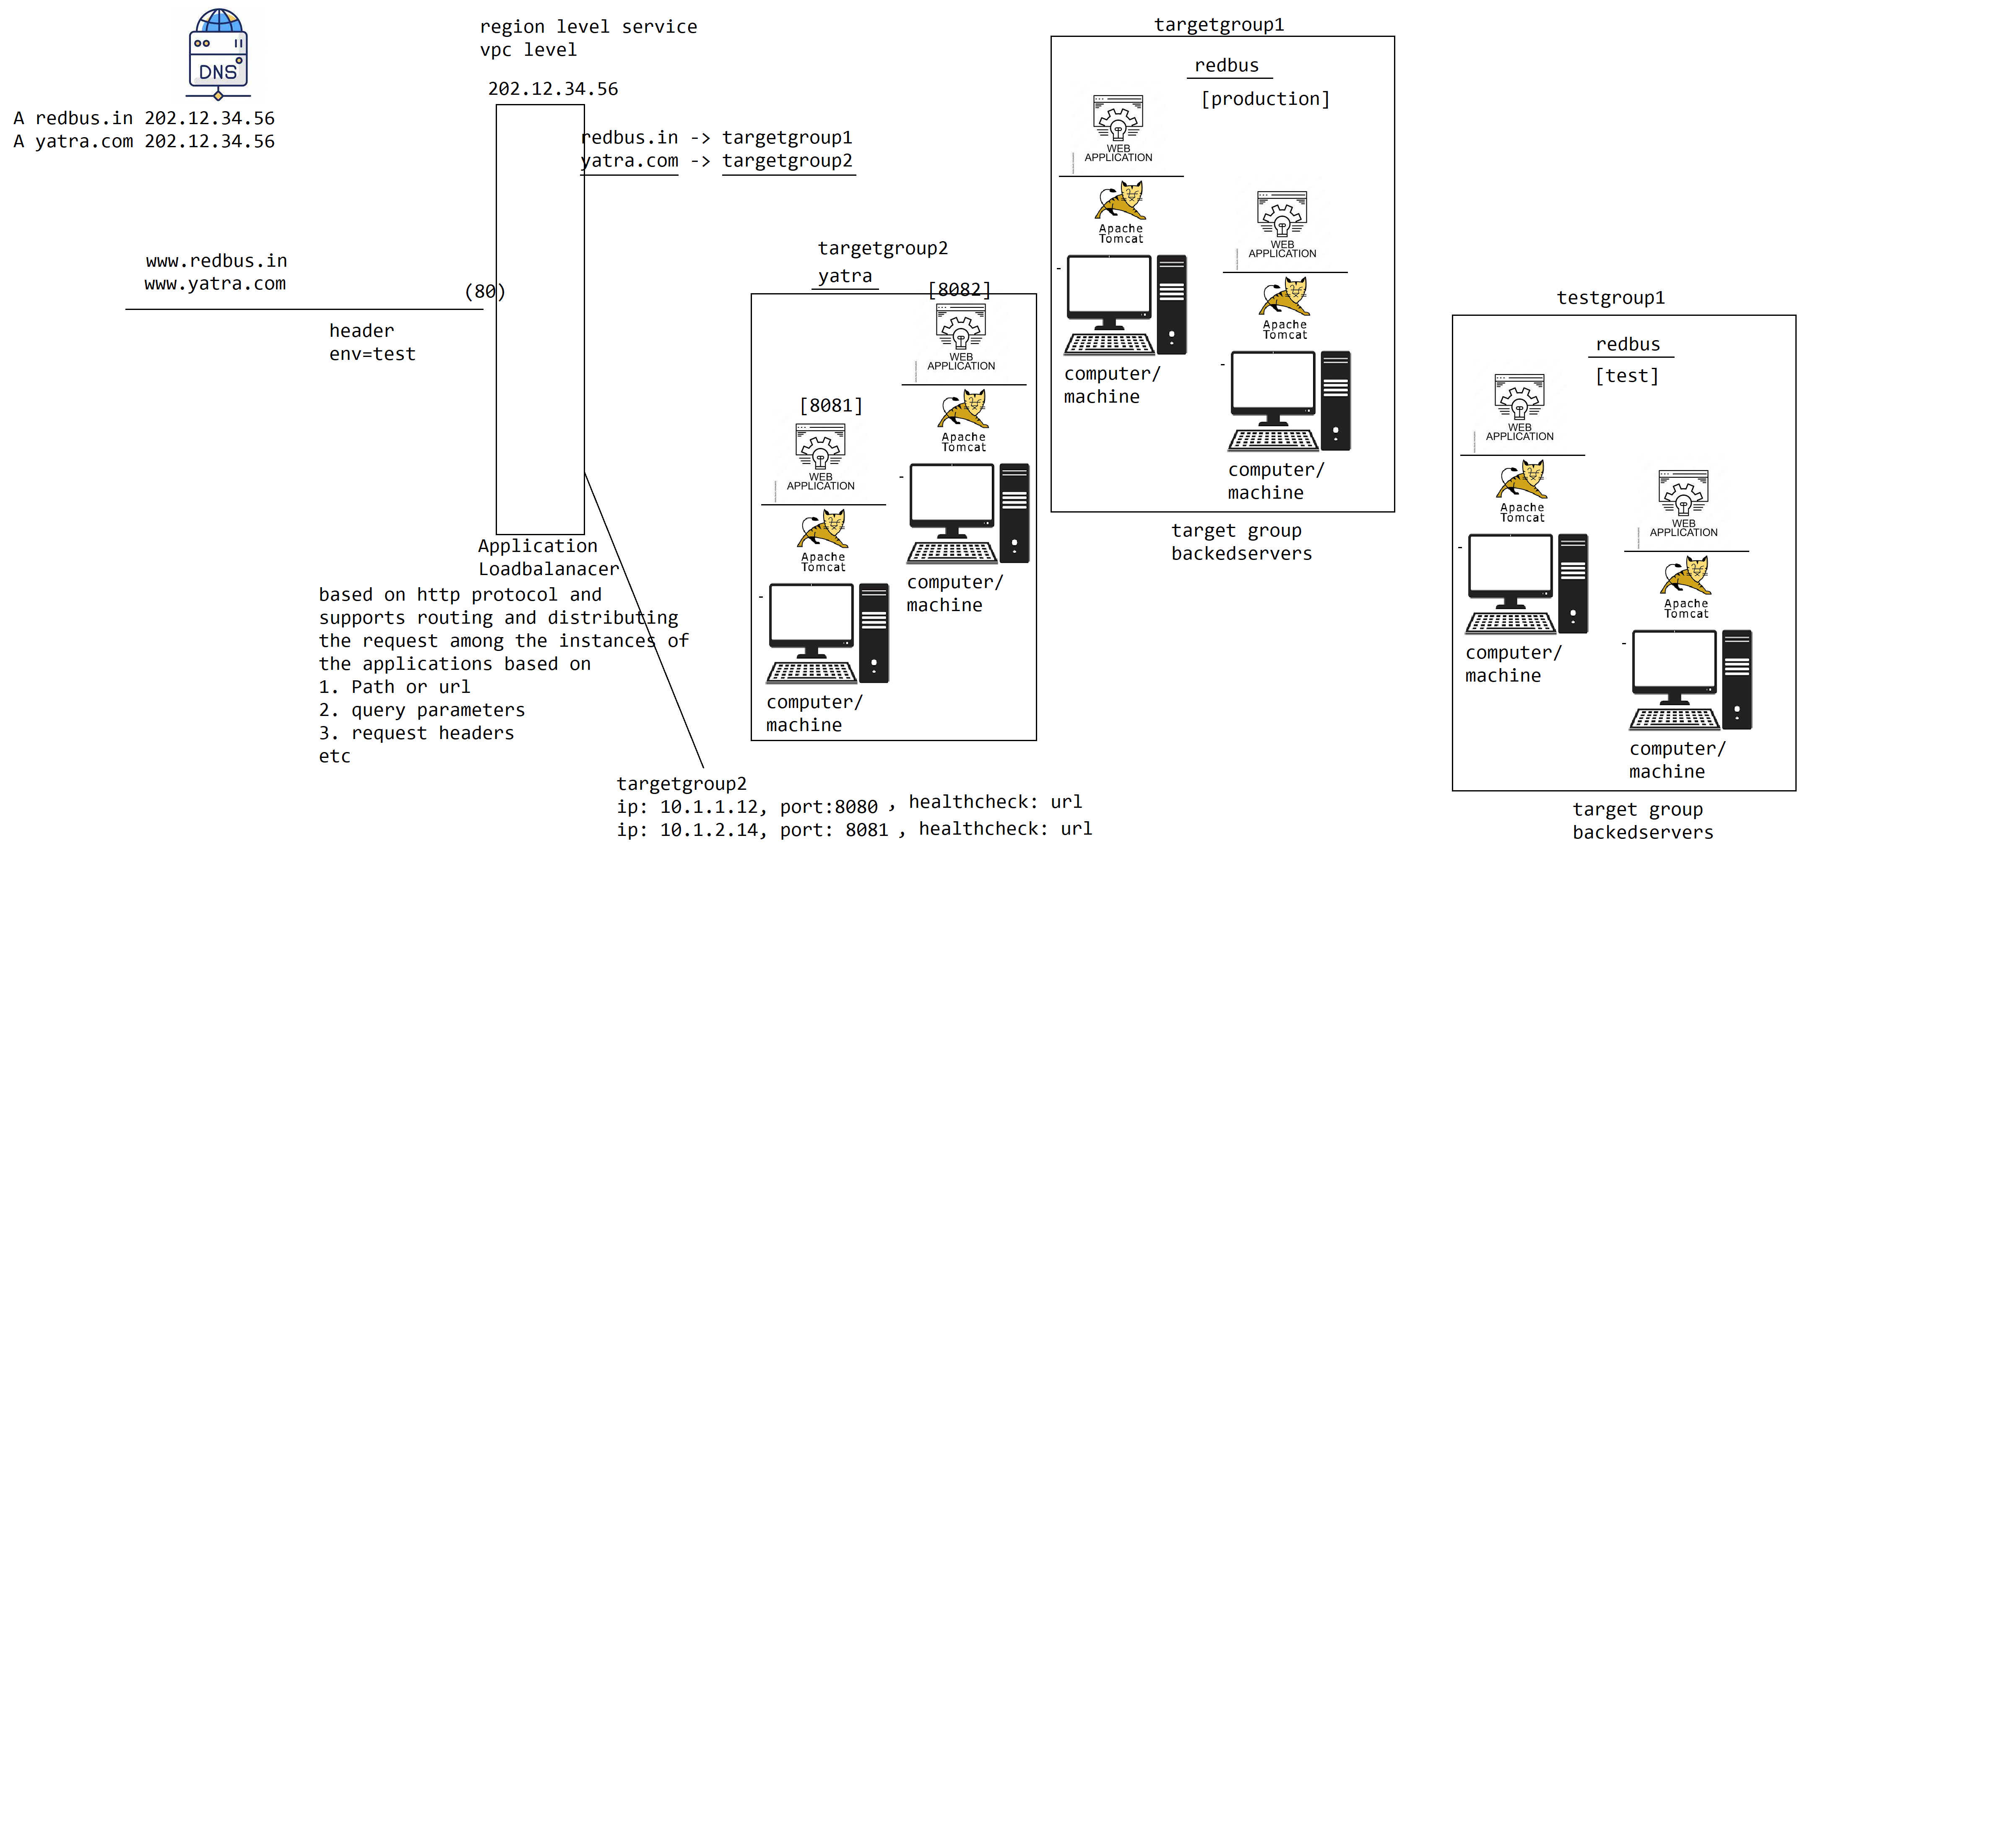 DNS
A redbus.in 202.12.34.56
A yatra.com 202.12.34.56
region level service
vpc level
202.12.34.56
redbus.in -> targetgroup1
yatra.com -> targetgroup2
www.redbus.in
www.yatra.com
(80)
header
env=test
Application
Loadbalanacer
based on http protocol and
supports routing and distributing
the request among the instances of
the applications based on
1. Path or url
2. query parameters
3. request headers
etc
targetgroup2
ip: 10.1.1.12, port:8080 , healthcheck: url
ip: 10.1.2.14, port: 8081 , healthcheck: url
targetgroup2
yatra
[8082]
WEB
APPLICATION
Apache
Tomcat
computer/
machine
[8081]
WEB
APPLICATION
Apache
Tomcat
computer/
machine
targetgroup1
redbus
[production]
WEB
APPLICATION
Apache
Tomcat
computer/
machine
WEB
APPLICATION
Apache
Tomcat
computer/
machine
target group
backedservers
testgroup1
redbus
[test]
WEB
APPLICATION
Apache
Tomcat
computer/
machine
WEB
APPLICATION
Apache
Tomcat
computer/
machine
target group
backedservers